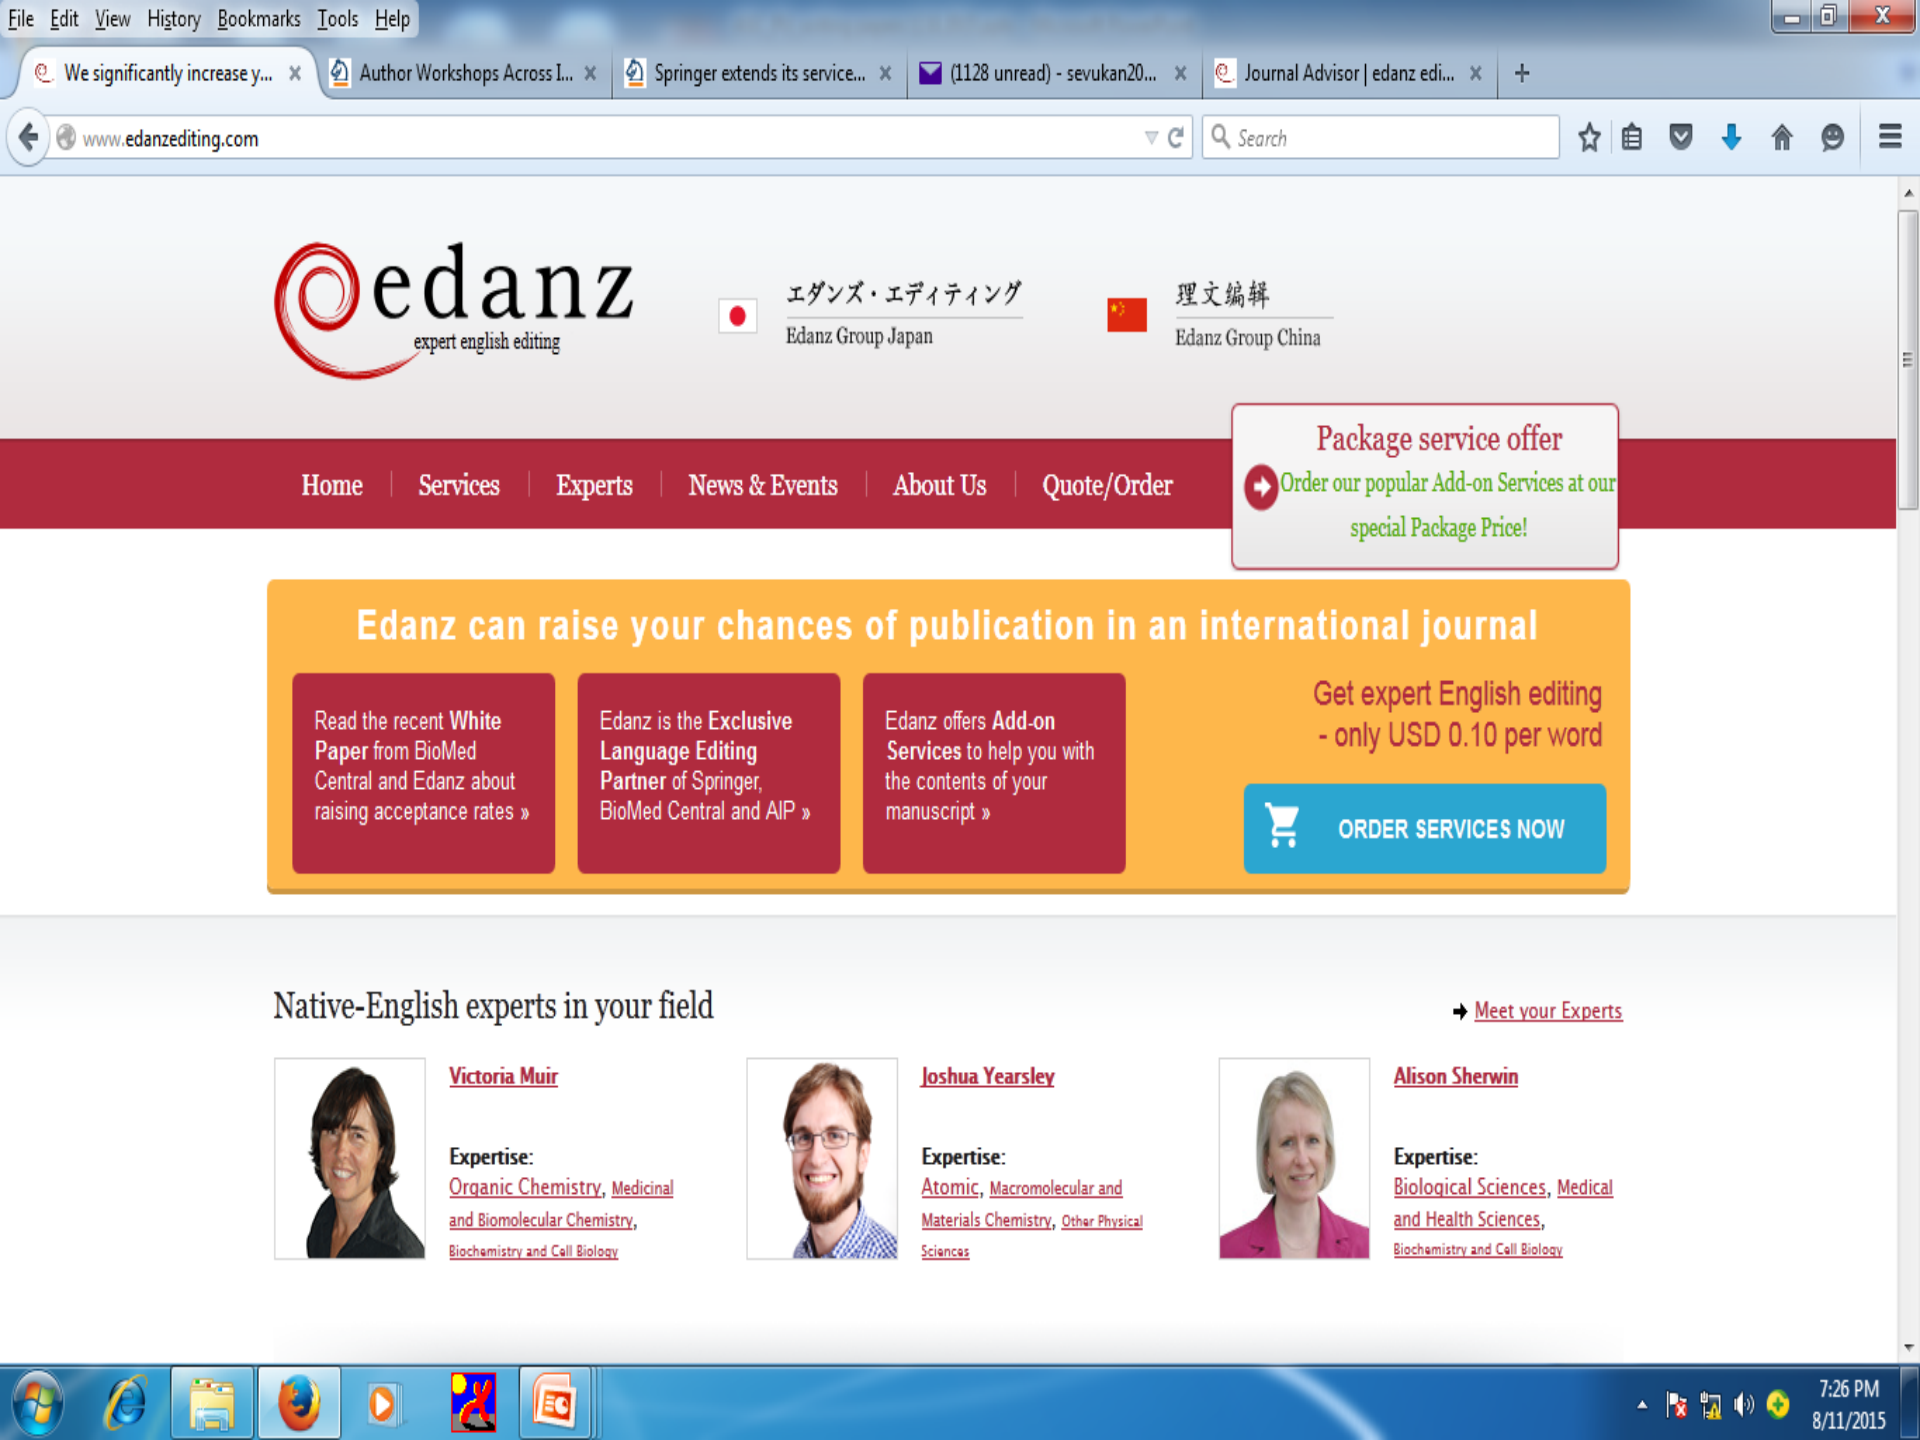 File Edit View History Bookmarks Tools Help
We significantly increase y...
Author Workshops Across I...
Springer extends its service...
(1128 unread) - sevukan20...
Journal Advisor | edanz edi...
www.edanzediting.com
Search
edanz
expert english editing
エダンズ・エディティング
Edanz Group Japan
理文编辑
Edanz Group China
Package service offer
Order our popular Add-on Services at our
special Package Price!
Home
Services
Experts
News & Events
About Us
Quote/Order
Edanz can raise your chances of publication in an international journal
Read the recent White
Paper from BioMed
Central and Edanz about
raising acceptance rates »
Edanz is the Exclusive
Language Editing
Partner of Springer,
BioMed Central and AIP »
Edanz offers Add-on
Services to help you with
the contents of your
manuscript »
Get expert English editing
- only USD 0.10 per word
ORDER SERVICES NOW
Native-English experts in your field
Meet your Experts
Victoria Muir
Expertise:
Organic Chemistry, Medicinal
and Biomolecular Chemistry,
Biochemistry and Cell Biology
Joshua Yearsley
Expertise:
Atomic, Macromolecular and
Materials Chemistry, Other Physical
Sciences
Alison Sherwin
Expertise:
Biological Sciences, Medical
and Health Sciences,
Biochemistry and Cell Biology
7:26 PM
8/11/2015